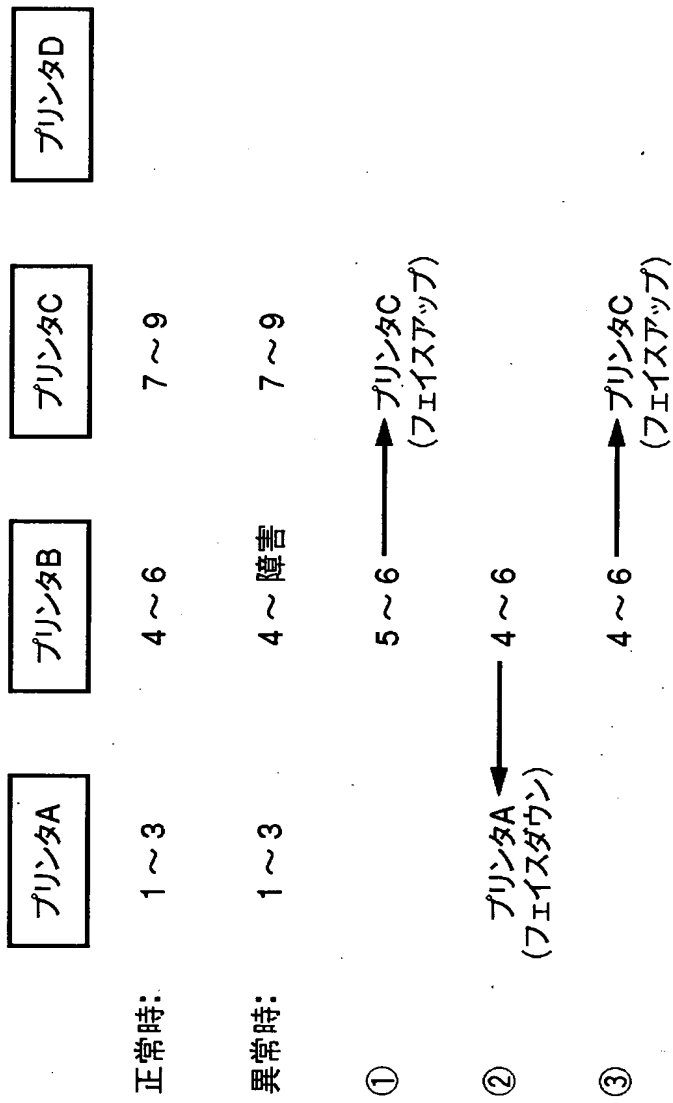 プリンタA プリンタB プリンタC プリンタD
正常時: 1～3 4～6 7～9
異常時: 1～3 4～障害 7～9
① 5～6 プリンタC
(フェイスアップ)
② プリンタA 4～6
(フェイスダウン)
③ 4～6 プリンタC
(フェイスアップ)